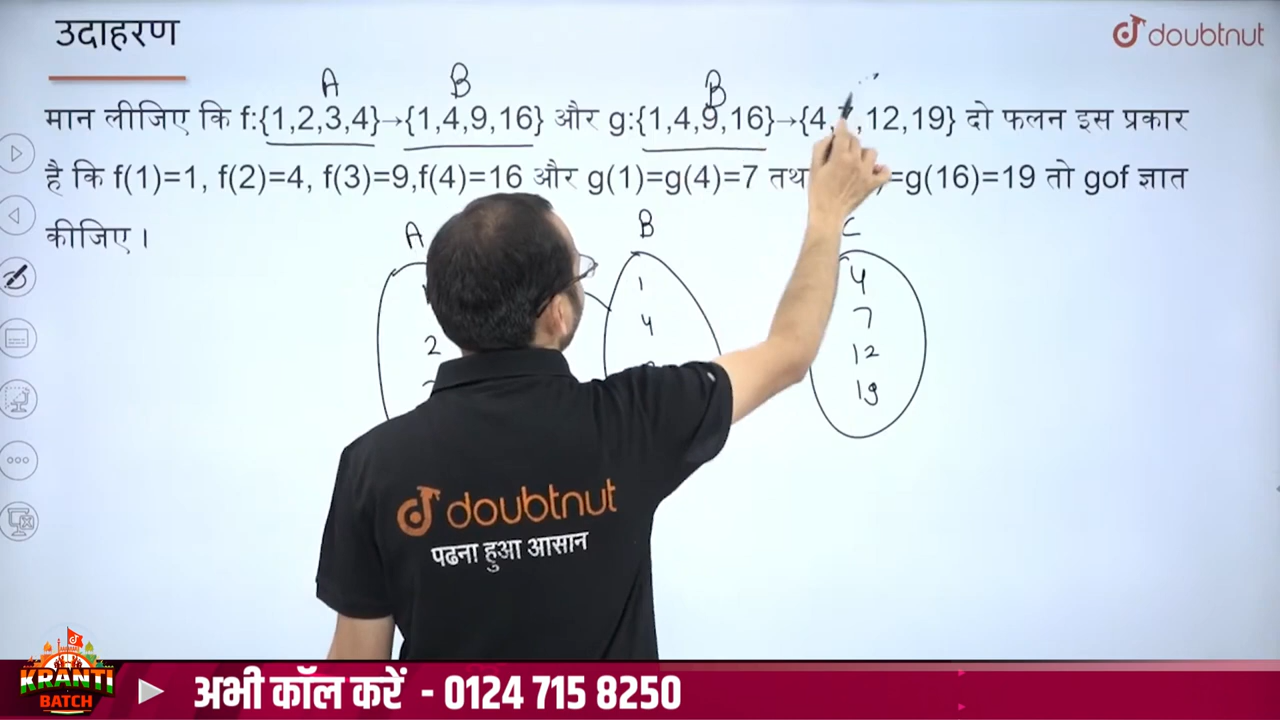 उदाहरण
doubtnut
A B B
मान लीजिए कि f:{1,2,3,4}→{1,4,9,16} और g:{1,4,9,16}→{4,7,12,19} दो फलन इस प्रकार
है कि f(1)=1, f(2)=4, f(3)=9,f(4)=16 और g(1)=g(4)=7 =g(16)=19 तो gof ज्ञात
कीजिए ।
A B C
1 4
4 7
2 12
19
doubtnut
पढना हुआ आसान
KRANTI
BATCH
अभी कॉल करें - 0124 715 8250